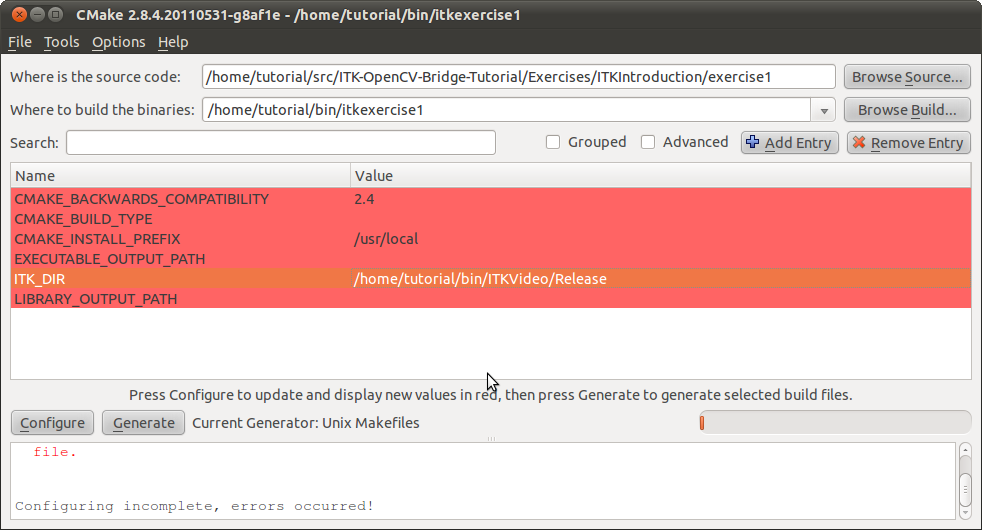 CMake 2.8.4.20110531-g8af1e - /home/tutorial/bin/itkexercise1
File Tools Options Help
Where is the source code: /home/tutorial/src/ITK-OpenCV-Bridge-Tutorial/Exercises/ITKIntroduction/exercise1 Browse Source...
Where to build the binaries: /home/tutorial/bin/itkexercise1 Browse Build...
Search: Grouped Advanced Add Entry Remove Entry
Name Value
CMAKE_BACKWARDS_COMPATIBILITY 2.4
CMAKE_BUILD_TYPE
CMAKE_INSTALL_PREFIX /usr/local
EXECUTABLE_OUTPUT_PATH
ITK_DIR /home/tutorial/bin/ITKVideo/Release
LIBRARY_OUTPUT_PATH
Press Configure to update and display new values in red, then press Generate to generate selected build files.
Configure Generate Current Generator: Unix Makefiles
file.
Configuring incomplete, errors occurred!